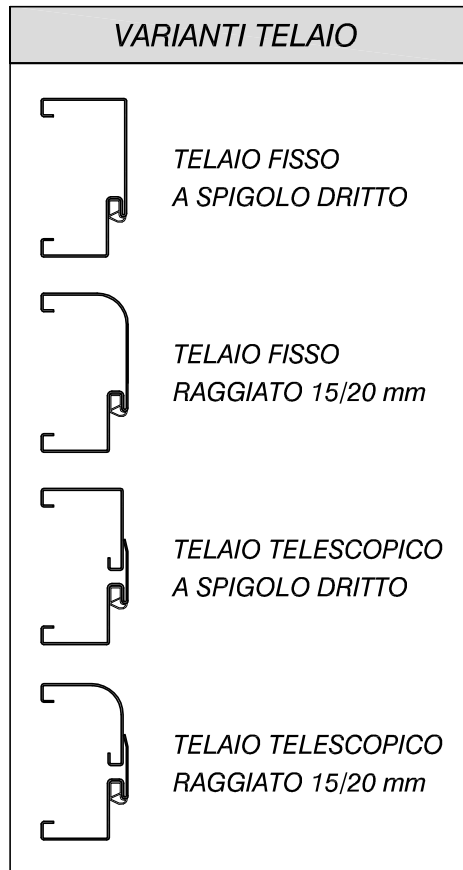 VARIANTI TELAIO
TELAIO FISSO
A SPIGOLO DRITTO
TELAIO FISSO
RAGGIATO 15/20 mm
TELAIO TELESCOPICO
A SPIGOLO DRITTO
TELAIO TELESCOPICO
RAGGIATO 15/20 mm